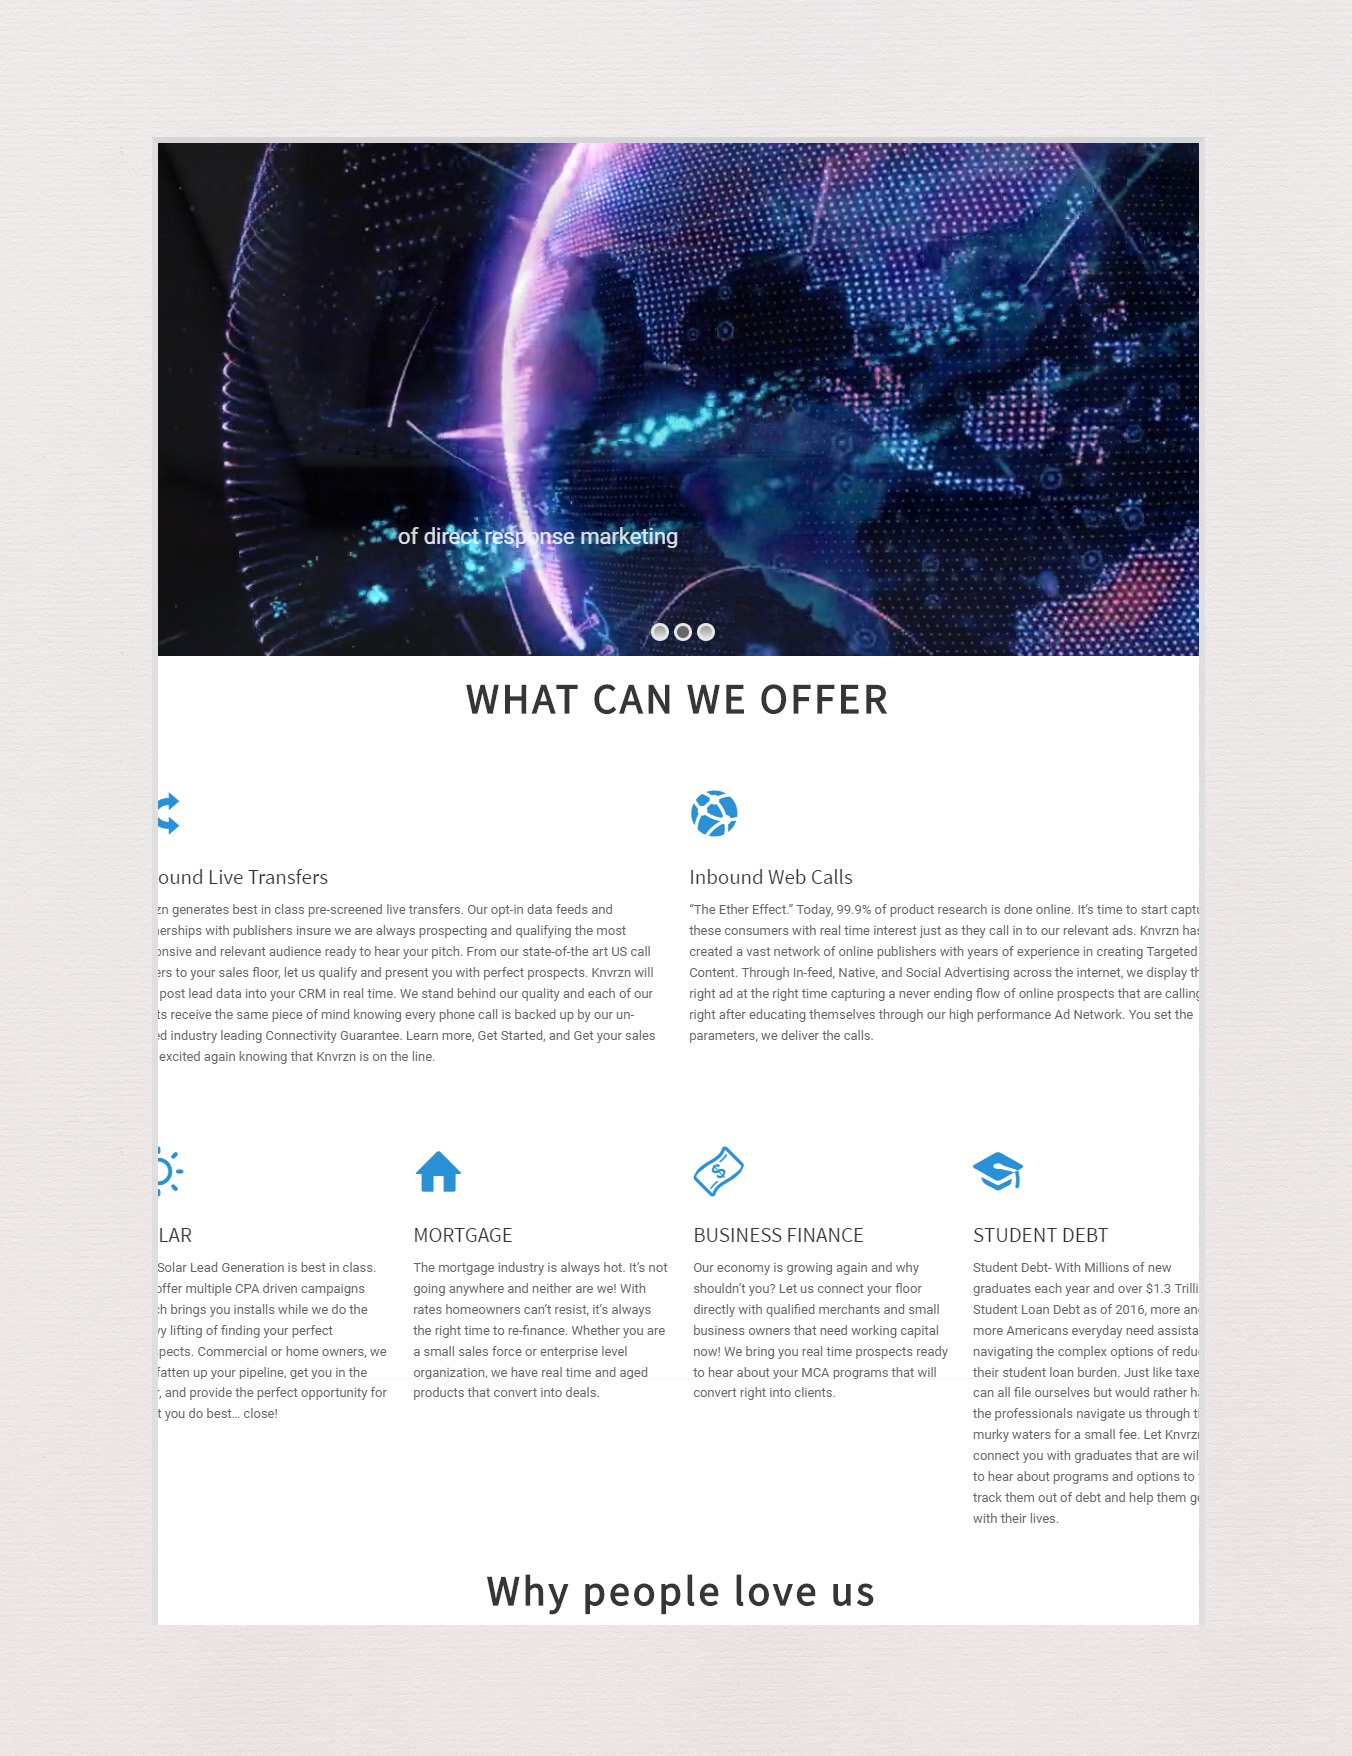 of direct response marketing
WHAT CAN WE OFFER
ound Live Transfers
zn generates best in class pre-screened live transfers. Our opt-in data feeds and
erships with publishers insure we are always prospecting and qualifying the most
onsive and relevant audience ready to hear your pitch. From our state-of-the art US call
ers to your sales floor, let us qualify and present you with perfect prospects. Knvrzn will
post lead data into your CRM in real time. We stand behind our quality and each of our
ts receive the same piece of mind knowing every phone call is backed up by our un-
ed industry leading Connectivity Guarantee. Learn more, Get Started, and Get your sales
excited again knowing that Knvrzn is on the line.
Inbound Web Calls
“The Ether Effect.” Today, 99.9% of product research is done online. It’s time to start captu
these consumers with real time interest just as they call in to our relevant ads. Knvrzn has
created a vast network of online publishers with years of experience in creating Targeted
Content. Through In-feed, Native, and Social Advertising across the internet, we display th
right ad at the right time capturing a never ending flow of online prospects that are calling
right after educating themselves through our high performance Ad Network. You set the
parameters, we deliver the calls.
LAR
Solar Lead Generation is best in class.
offer multiple CPA driven campaigns
ch brings you installs while we do the
vy lifting of finding your perfect
spects. Commercial or home owners, we
fatten up your pipeline, get you in the
, and provide the perfect opportunity for
t you do best… close!
MORTGAGE
The mortgage industry is always hot. It’s not
going anywhere and neither are we! With
rates homeowners can’t resist, it’s always
the right time to re-finance. Whether you are
a small sales force or enterprise level
organization, we have real time and aged
products that convert into deals.
BUSINESS FINANCE
Our economy is growing again and why
shouldn’t you? Let us connect your floor
directly with qualified merchants and small
business owners that need working capital
now! We bring you real time prospects ready
to hear about your MCA programs that will
convert right into clients.
STUDENT DEBT
Student Debt- With Millions of new
graduates each year and over $1.3 Trilli
Student Loan Debt as of 2016, more and
more Americans everyday need assista
navigating the complex options of redu
their student loan burden. Just like taxe
can all file ourselves but would rather ha
the professionals navigate us through th
murky waters for a small fee. Let Knvrzn
connect you with graduates that are wil
to hear about programs and options to
track them out of debt and help them ge
with their lives.
Why people love us